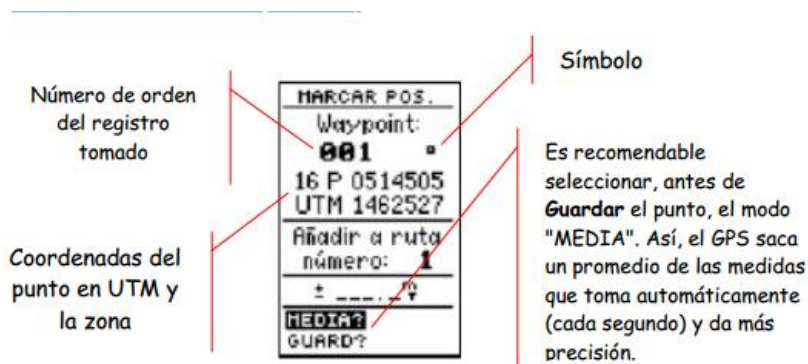 Número de orden
del registro
tomado
Coordenadas del
punto en UTM y
la zona
MARCAR POS.
Waypoint:
001
16 P 0514505
UTM 1462527
Añadir a ruta
número: 1
± ___._m
MEDIA?
GUARD?
Símbolo
Es recomendable
seleccionar, antes de
Guardar el punto, el modo
"MEDIA". Así, el GPS saca
un promedio de las medidas
que toma automáticamente
(cada segundo) y da más
precisión.